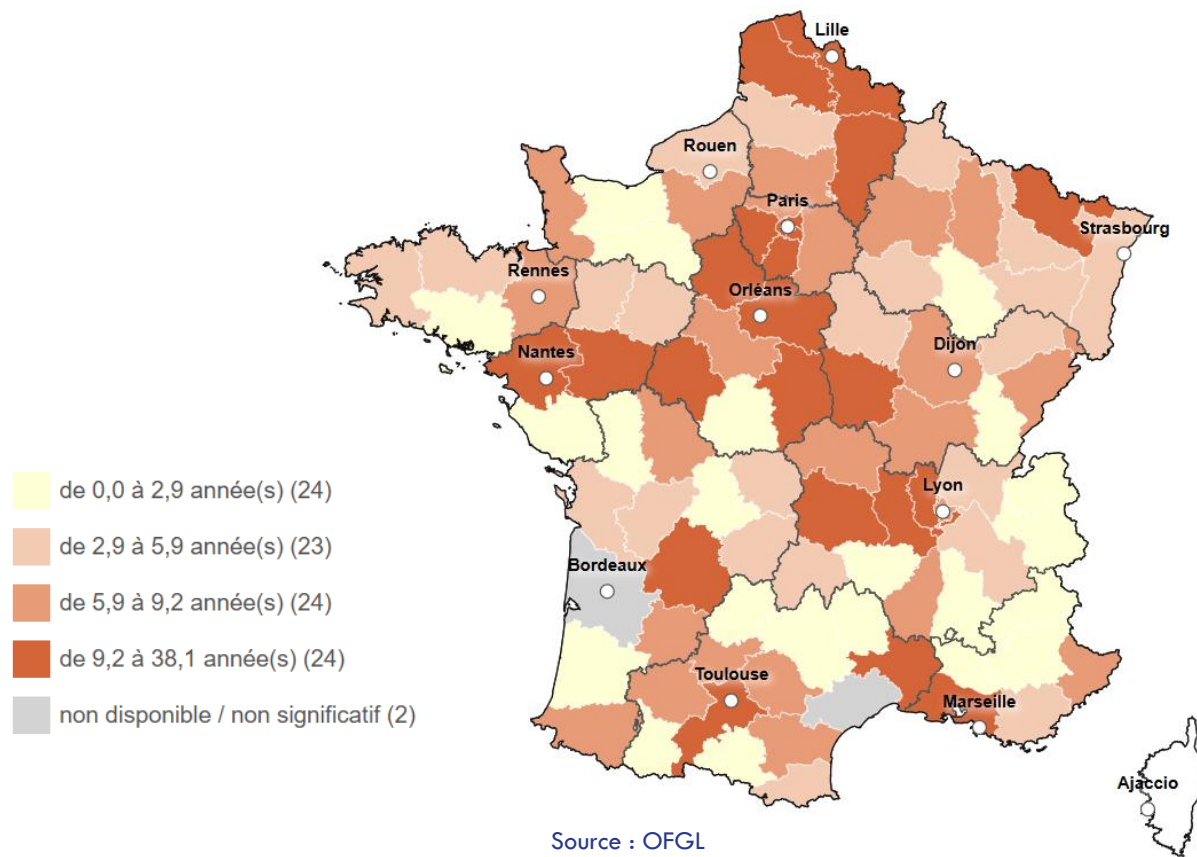 Lille
Rouen
Paris
Strasbourg
Rennes
Orléans
Dijon
Nantes
Lyon
Bordeaux
Toulouse
Marseille
Ajaccio
de 0,0 à 2,9 année(s) (24)
de 2,9 à 5,9 année(s) (23)
de 5,9 à 9,2 année(s) (24)
de 9,2 à 38,1 année(s) (24)
non disponible / non significatif (2)
Source : OFGL